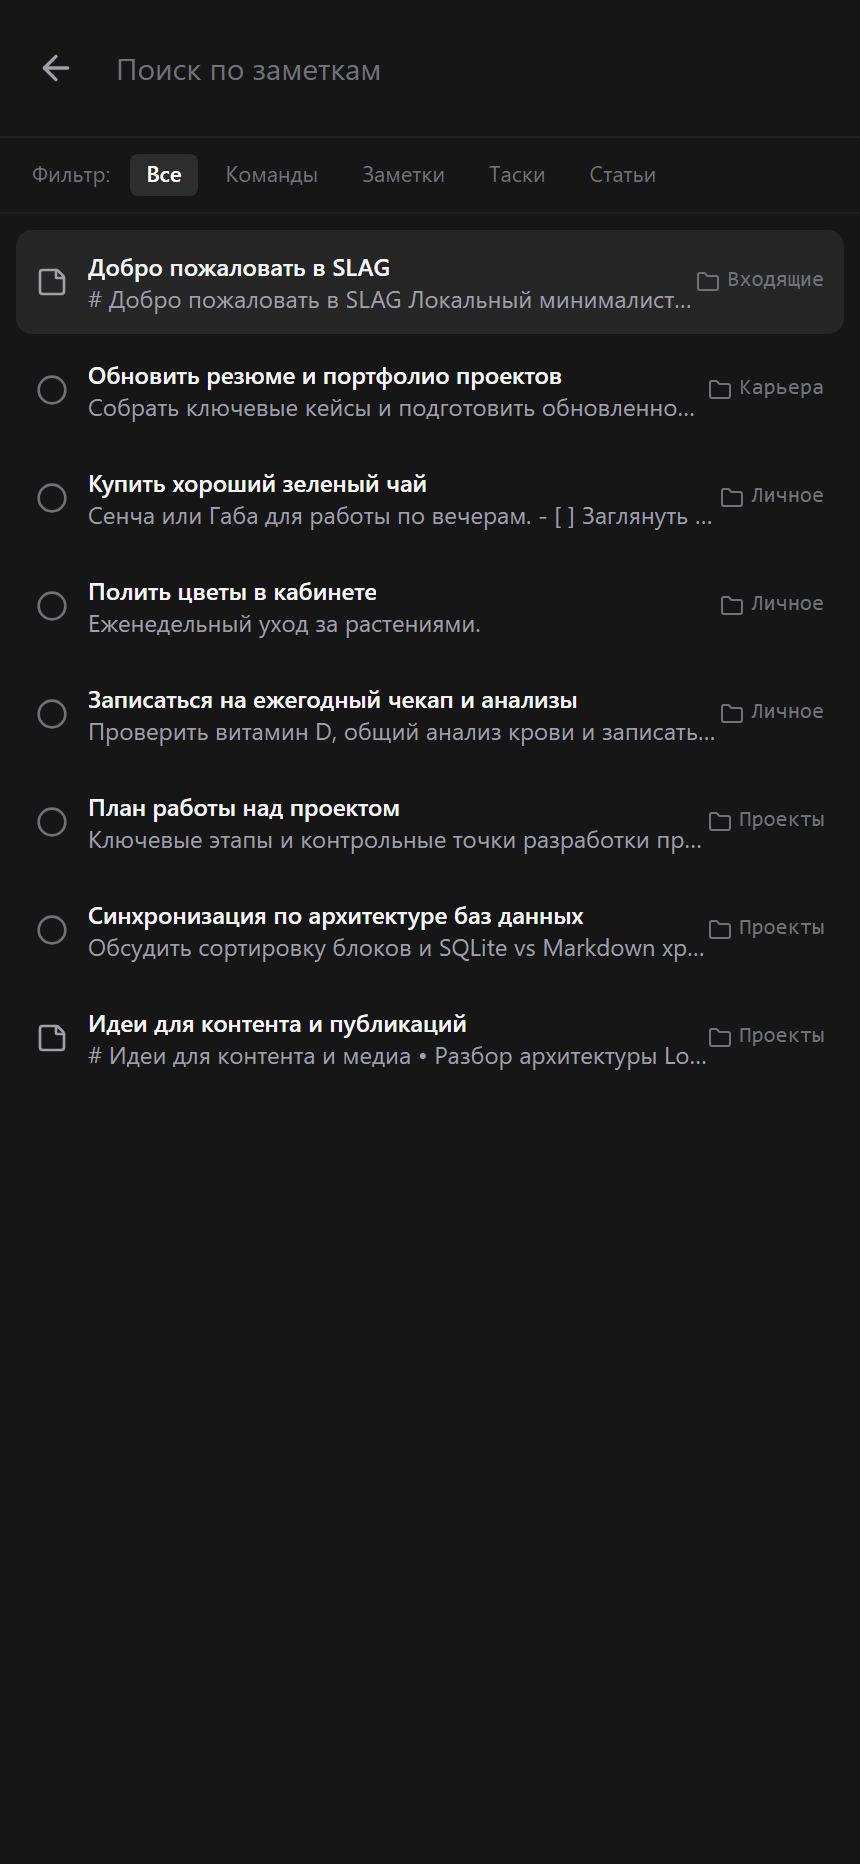 Поиск по заметкам
Фильтр: Все Команды Заметки Таски Статьи
Добро пожаловать в SLAG
# Добро пожаловать в SLAG Локальный минималист...
Входящие
Обновить резюме и портфолио проектов
Собрать ключевые кейсы и подготовить обновленно...
Карьера
Купить хороший зеленый чай
Сенча или Габа для работы по вечерам. - [ ] Заглянуть ...
Личное
Полить цветы в кабинете
Еженедельный уход за растениями.
Личное
Записаться на ежегодный чекап и анализы
Проверить витамин D, общий анализ крови и записать...
Личное
План работы над проектом
Ключевые этапы и контрольные точки разработки пр...
Проекты
Синхронизация по архитектуре баз данных
Обсудить сортировку блоков и SQLite vs Markdown хр...
Проекты
Идеи для контента и публикаций
# Идеи для контента и медиа • Разбор архитектуры Lo...
Проекты